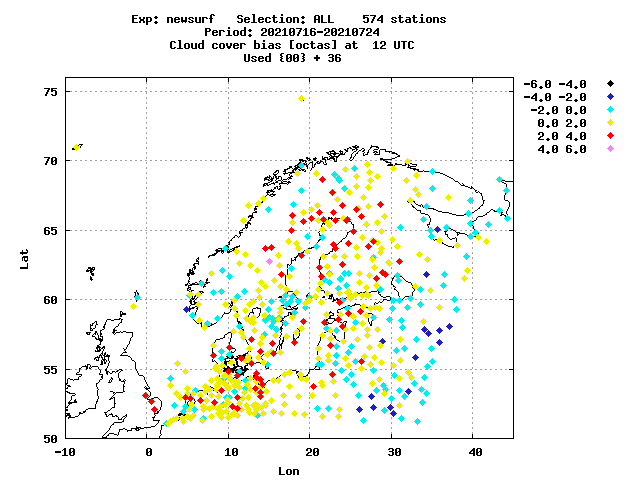 Exp: newsurf   Selection: ALL    574 stations
Period: 20210716-20210724
Cloud cover bias [octas] at  12 UTC
Used {00} + 36
-6.0 -4.0
-4.0 -2.0
-2.0 0.0
0.0 2.0
2.0 4.0
4.0 6.0
75
70
65
60
55
50
Lat
-10 0 10 20 30 40
Lon